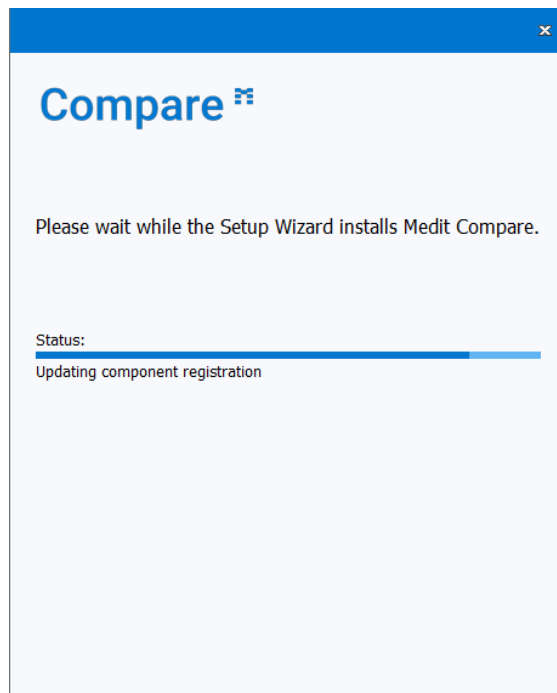 Compare
Please wait while the Setup Wizard installs Medit Compare.
Status:
Updating component registration